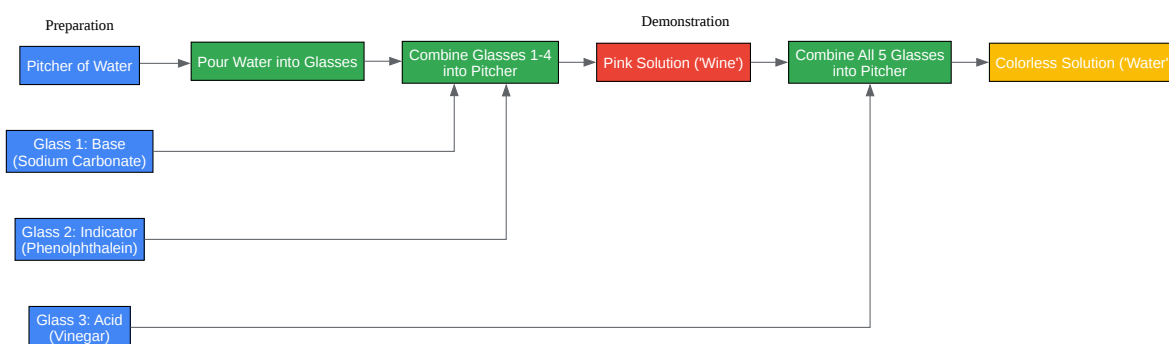 Preparation
Demonstration
Pitcher of Water
Pour Water into Glasses
Combine Glasses 1-4
into Pitcher
Pink Solution ('Wine')
Combine All 5 Glasses
into Pitcher
Colorless Solution ('Water'
Glass 1: Base
(Sodium Carbonate)
Glass 2: Indicator
(Phenolphthalein)
Glass 3: Acid
(Vinegar)